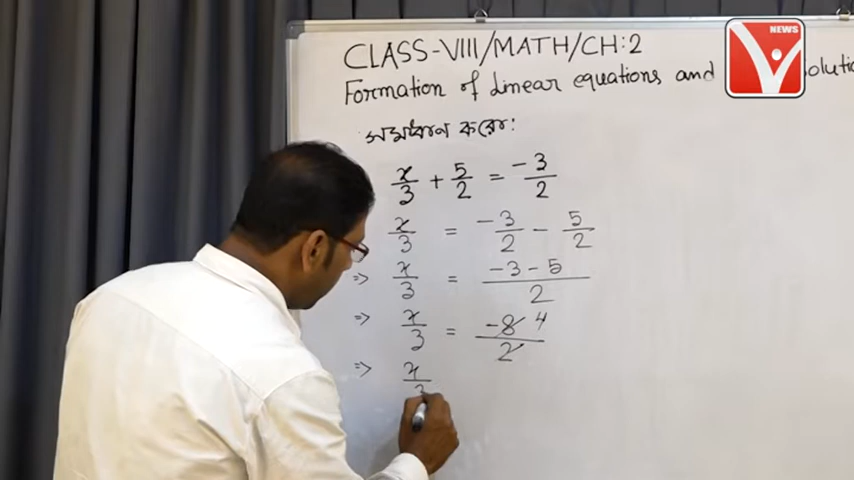 CLASS-VIII/MATH/CH:2
Formation of Linear equations and
সমাধান করো:
x/3 + 5/2 = -3/2
x/3 = -3/2 - 5/2
⇒ x/3 = -3-5/2
⇒ x/3 = -8/2 4
⇒ x/3
NEWS